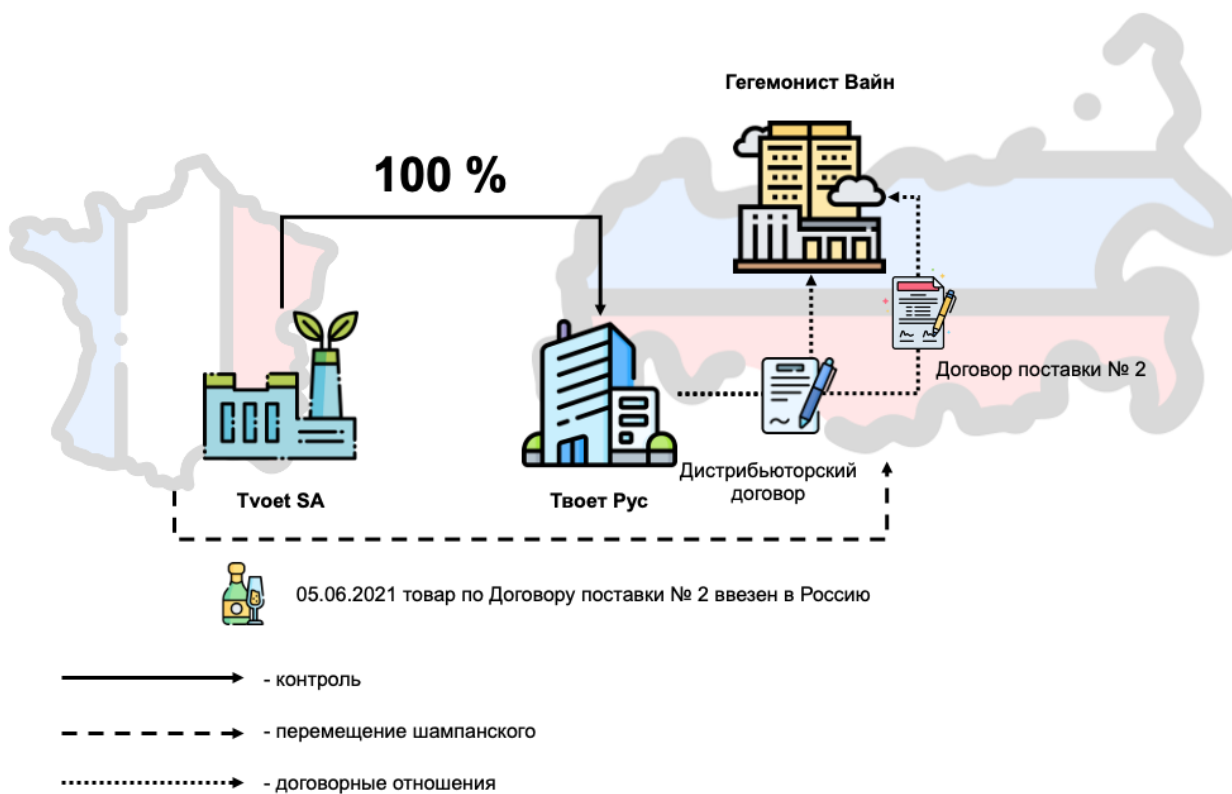 Гегемонист Вайн
100 %
Договор поставки № 2
Дистрибьюторский
договор
Tvoet SA
Твоет Рус
05.06.2021 товар по Договору поставки № 2 ввезен в Россию
- контроль
- перемещение шампанского
- договорные отношения